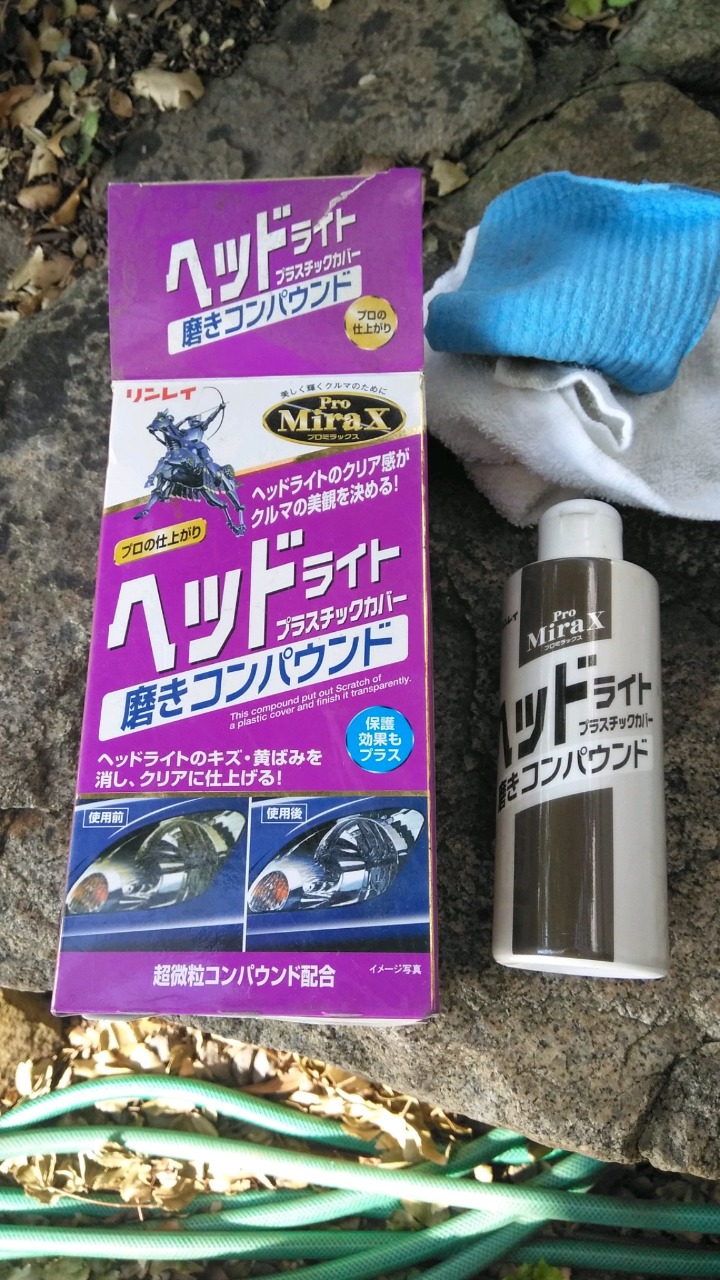 ヘッドライト
プラスチックカバー
磨きコンパウンド
プロの
仕上がり
リンレイ
美しく輝くクルマのために
Pro
MiraX
プロミラックス
ヘッドライトのクリア感が
クルマの美観を決める!
プロの仕上がり
ヘッドライト
プラスチックカバー
磨きコンパウンド
This compound put out Scratch of
a plastic cover and finish it transparently.
保護
効果も
プラス
ヘッドライトのキズ・黄ばみを
消し、クリアに仕上げる!
使用前
使用後
超微粒コンパウンド配合
イメージ写真
レイ
Pro
MiraX
プロミラックス
ヘッドライト
プラスチックカバー
磨きコンパウンド